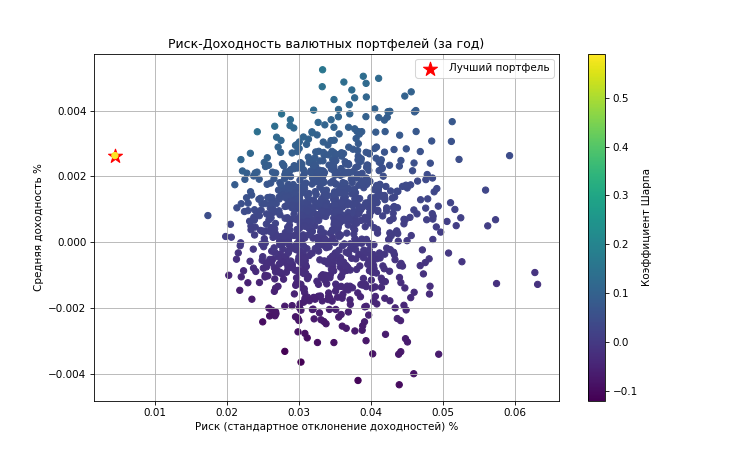 Риск-Доходность валютных портфелей (за год)
Лучший портфель
Средняя доходность %
0.004
0.002
0.000
−0.002
−0.004
0.01 0.02 0.03 0.04 0.05 0.06
Риск (стандартное отклонение доходностей) %
0.5
0.4
0.3
0.2
0.1
0.0
−0.1
Коэффициент Шарпа